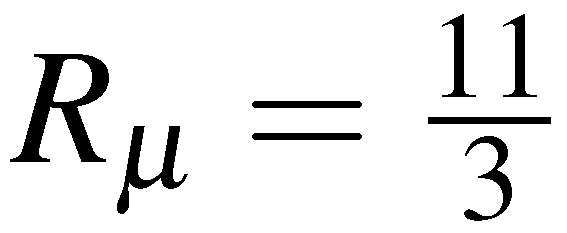 R_μ = 11/3